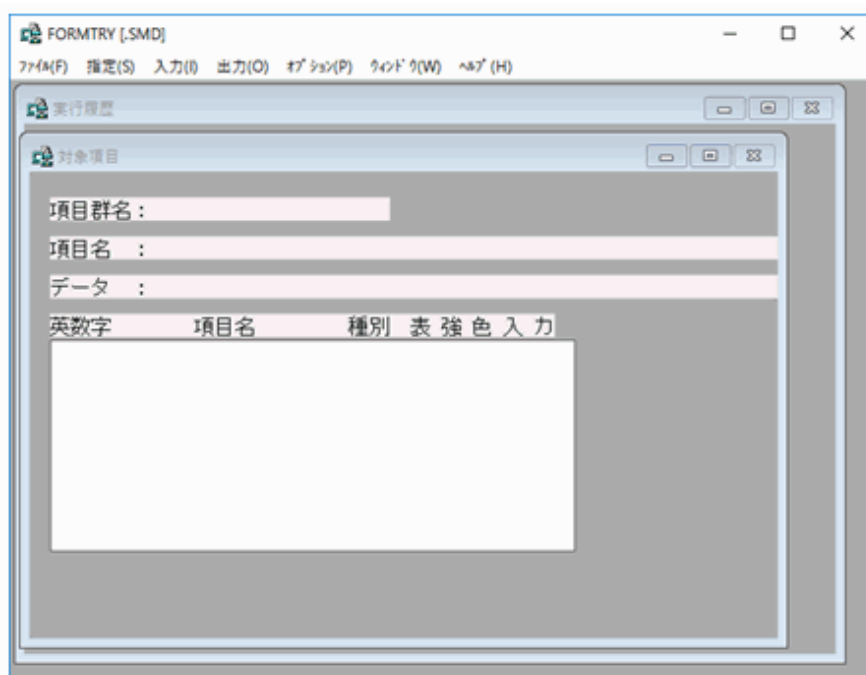 FORMTRY [.SMD]
ﾌｧｲﾙ(F) 指定(S) 入力(I) 出力(O) ｵﾌﾟｼｮﾝ(P) ｳｨﾝﾄﾞｳ(W) ﾍﾙﾌﾟ(H)
実行履歴
対象項目
項目群名：
項目名 ：
データ ：
英数字 項目名 種別 表 強 色 入 力